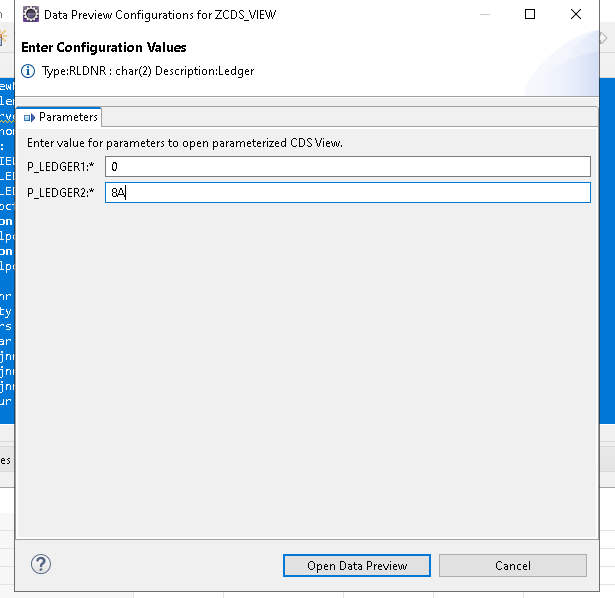 Data Preview Configurations for ZCDS_VIEW
Enter Configuration Values
Type:RLDNR : char(2) Description:Ledger
Parameters
Enter value for parameters to open parameterized CDS View.
P_LEDGER1:* 0
P_LEDGER2:* 8A
Open Data Preview
Cancel